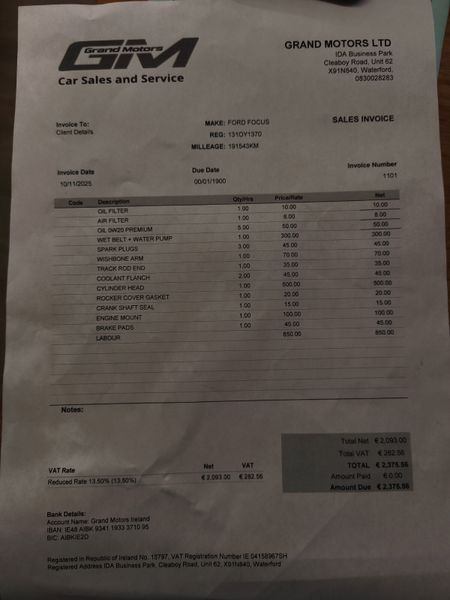 Grand Motors
GM
Car Sales and Service
GRAND MOTORS LTD
IDA Business Park
Cleaboy Road, Unit 62
X91N840, Waterford,
0830028283
Invoice To:
Client Details
MAKE: FORD FOCUS
REG: 131OY1370
MILLEAGE: 191543KM
SALES INVOICE
Invoice Date Due Date Invoice Number
10/11/2025 00/01/1900 1101
Code Description Qty/Hrs Price/Rate Net
OIL FILTER 1.00 10.00 10.00
AIR FILTER 1.00 8.00 8.00
OIL 0W20 PREMIUM 5.00 50.00 50.00
WET BELT + WATER PUMP 1.00 300.00 300.00
SPARK PLUGS 3.00 45.00 45.00
WISHBONE ARM 1.00 70.00 70.00
TRACK ROD END 1.00 35.00 35.00
COOLANT FLANCH 2.00 45.00 45.00
CYLINDER HEAD 1.00 500.00 500.00
ROCKER COVER GASKET 1.00 20.00 20.00
CRANK SHAFT SEAL 1.00 15.00 15.00
ENGINE MOUNT 1.00 100.00 100.00
BRAKE PADS 1.00 45.00 45.00
LABOUR 850.00 850.00
Notes:
Total Net € 2,093.00
Total VAT € 282.56
TOTAL € 2,375.56
Amount Paid € 0.00
Amount Due € 2,375.56
VAT Rate Net VAT
Reduced Rate 13.50% (13.50%) € 2,093.00 € 282.56
Bank Details:
Account Name: Grand Motors Ireland
IBAN: IE48 AIBK 9341 1933 3710 95
BIC: AIBKIE2D
Registered in Republic of Ireland No. 15797, VAT Registration Number IE 04158967SH
Registered Address IDA Business Park, Cleaboy Road, Unit 62, X91N840, Waterford